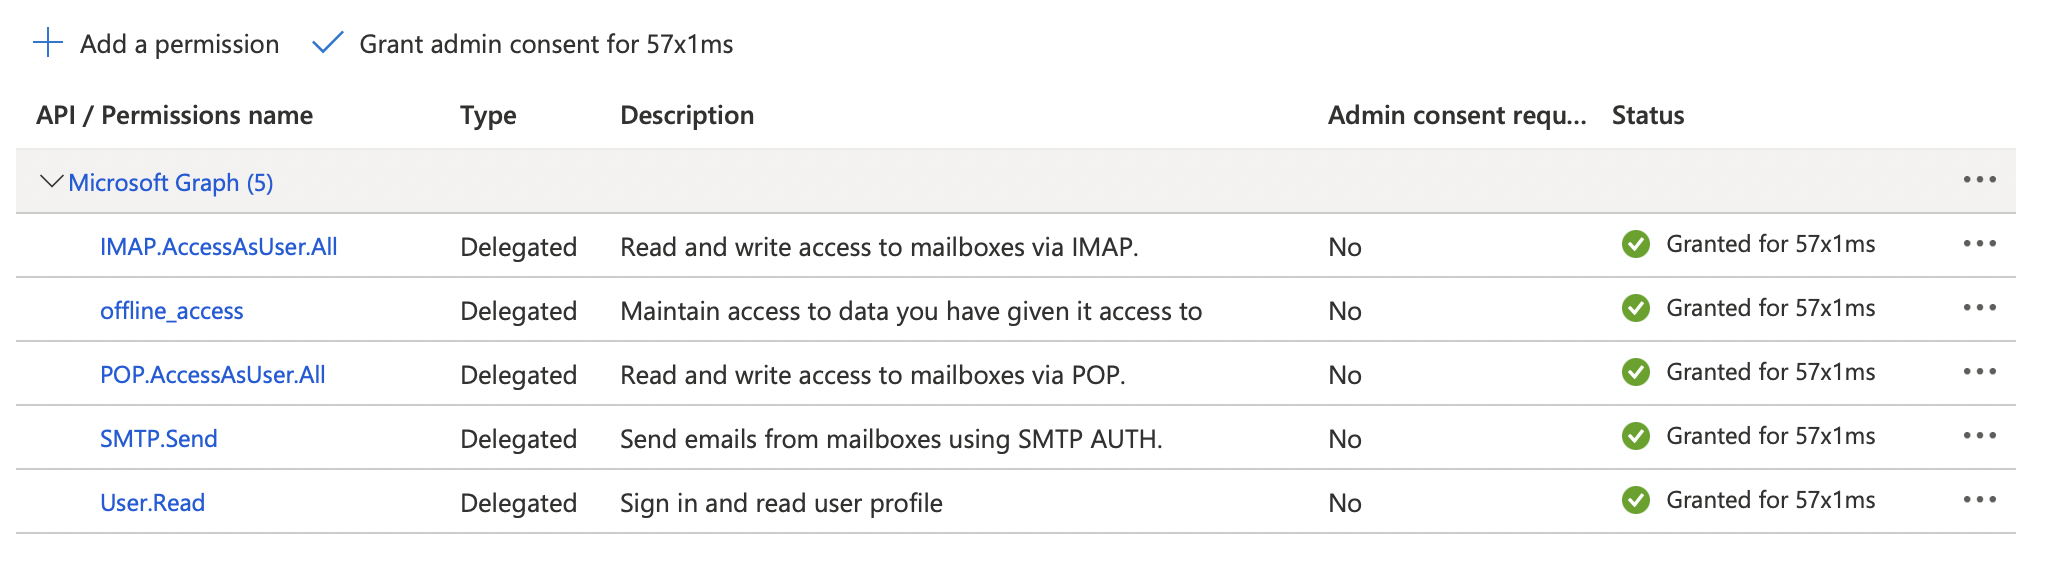 Add a permission Grant admin consent for 57x1ms
API / Permissions name Type Description Admin consent requ... Status
Microsoft Graph (5)
IMAP.AccessAsUser.All Delegated Read and write access to mailboxes via IMAP. No Granted for 57x1ms
offline_access Delegated Maintain access to data you have given it access to No Granted for 57x1ms
POP.AccessAsUser.All Delegated Read and write access to mailboxes via POP. No Granted for 57x1ms
SMTP.Send Delegated Send emails from mailboxes using SMTP AUTH. No Granted for 57x1ms
User.Read Delegated Sign in and read user profile No Granted for 57x1ms